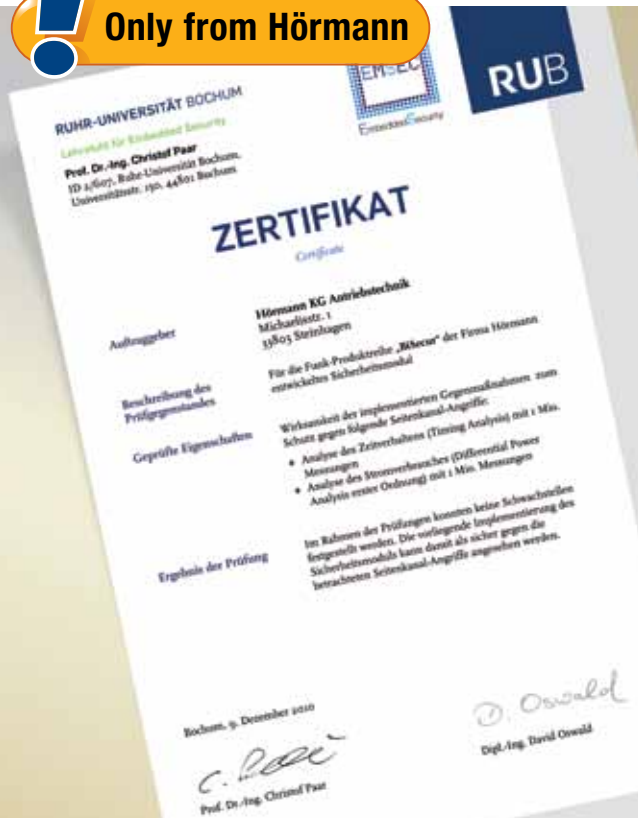 Only from Hörmann
RUHR-UNIVERSITÄT BOCHUM
Lehrstuhl für Embedded Security
Prof. Dr.-Ing. Christof Paar
ID 2/607, Ruhr-Universität Bochum,
Universitätsstr. 150, 44801 Bochum
EMSEC
Embedded Security
RUB
ZERTIFIKAT
Certificate
Auftraggeber
Hörmann KG Antriebstechnik
Michaelisstr. 1
33803 Steinhagen
Beschreibung des
Prüfgegenstandes
Für die Funk-Produktreihe „BiSecur“ der Firma Hörmann
entwickeltes Sicherheitsmodul
Geprüfte Eigenschaften
Wirksamkeit der implementierten Gegenmaßnahmen zum
Schutz gegen folgende Seitenkanal-Angriffe:
• Analyse des Zeitverhaltens (Timing Analysis) mit 1 Mio.
Messungen
• Analyse des Stromverbrauches (Differential Power
Analysis erster Ordnung) mit 1 Mio. Messungen
Ergebnis der Prüfung
Im Rahmen der Prüfungen konnten keine Schwachstellen
festgestellt werden. Die vorliegende Implementierung des
Sicherheitsmoduls kann damit als sicher gegen die
betrachteten Seitenkanal-Angriffe angesehen werden.
Bochum, 9. Dezember 2010
D. Oswald
Prof. Dr.-Ing. Christof Paar
Dipl.-Ing. David Oswald